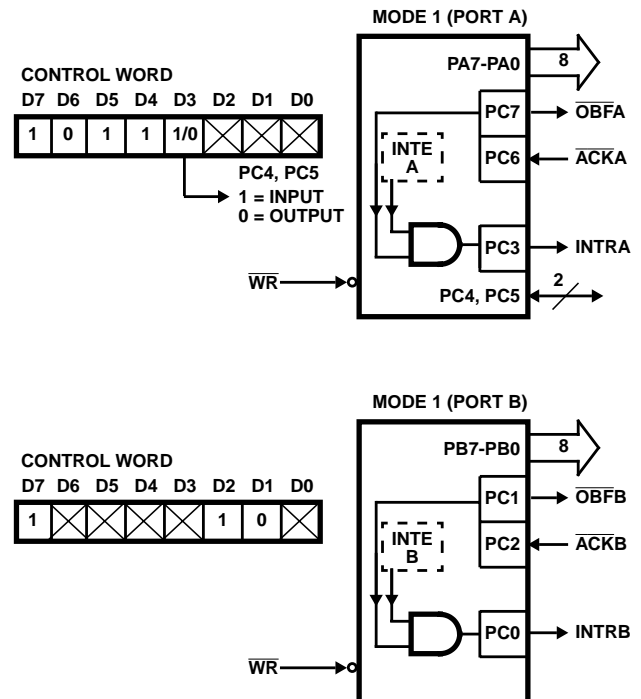 MODE 1 (PORT A)
CONTROL WORD
D7 D6 D5 D4 D3 D2 D1 D0
1 0 1 1 1/0
PC4, PC5
1 = INPUT
0 = OUTPUT
PA7-PA0
8
PC7
OBFA
INTE
A
PC6
ACKA
PC3
INTRA
WR
PC4, PC5
2
MODE 1 (PORT B)
CONTROL WORD
D7 D6 D5 D4 D3 D2 D1 D0
1 1 0
PB7-PB0
8
PC1
OBFB
INTE
B
PC2
ACKB
PC0
INTRB
WR